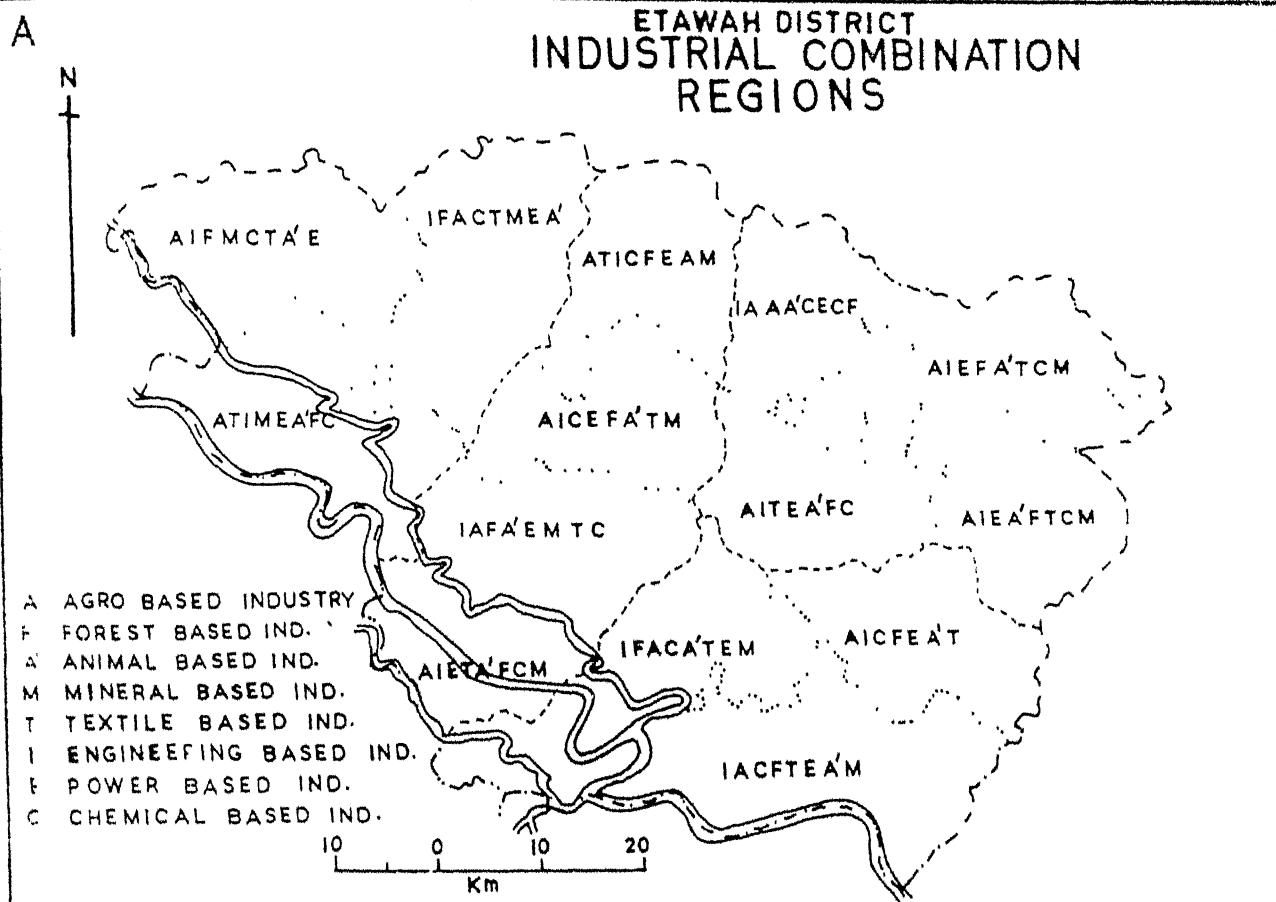 A
ETAWAH DISTRICT
INDUSTRIAL COMBINATION
REGIONS
N
AIFMCTA'E
IFACTMEA'
ATICFEAM
IAAA'CECF
AIEFA'TCM
ATIMEA'FC
AICEFA'TM
IAFA'EMTC
AITEA'FC
AIEA'FTCM
AIETA'FCM
IFACA'TEM
AICFEA'T
IACFTEA'M
A AGRO BASED INDUSTRY
F FOREST BASED IND.
A' ANIMAL BASED IND.
M MINERAL BASED IND.
T TEXTILE BASED IND.
I ENGINEEFING BASED IND.
E POWER BASED IND.
C CHEMICAL BASED IND.
10 0 10 20
Km